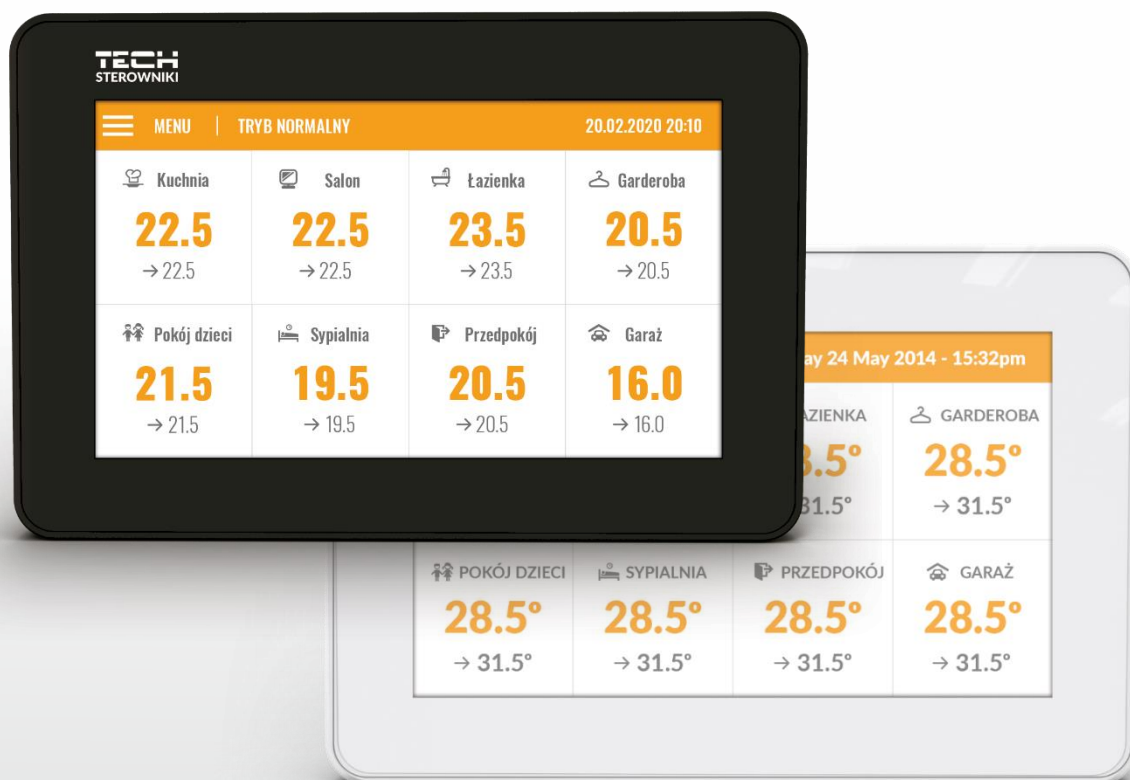 TECH
STEROWNIKI
MENU | TRYB NORMALNY 20.02.2020 20:10
Kuchnia Salon Łazienka Garderoba
22.5 22.5 23.5 20.5
→ 22.5 → 22.5 → 23.5 → 20.5
Pokój dzieci Sypialnia Przedpokój Garaż
21.5 19.5 20.5 16.0
→ 21.5 → 19.5 → 20.5 → 16.0
24 May 2014 - 15:32pm
GARDEROBA
28.5°
31.5° → 31.5°
POKÓJ DZIECI SYPIALNIA PRZEDPOKÓJ GARAŻ
28.5° 28.5° 28.5° 28.5°
→ 31.5° → 31.5° → 31.5° → 31.5°